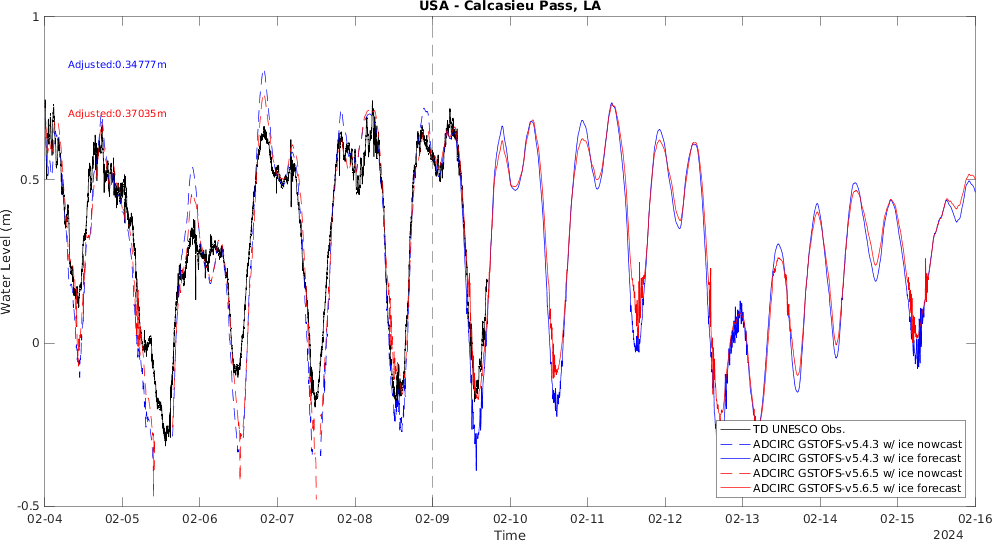 USA - Calcasieu Pass, LA
1
Adjusted:0.34777m
Adjusted:0.37035m
0.5
Water Level (m)
0
TD UNESCO Obs.
ADCIRC GSTOFS-v5.4.3 w/ ice nowcast
ADCIRC GSTOFS-v5.4.3 w/ ice forecast
ADCIRC GSTOFS-v5.6.5 w/ ice nowcast
ADCIRC GSTOFS-v5.6.5 w/ ice forecast
-0.5
02-04 02-05 02-06 02-07 02-08 02-09 02-10 02-11 02-12 02-13 02-14 02-15 02-16
Time
2024